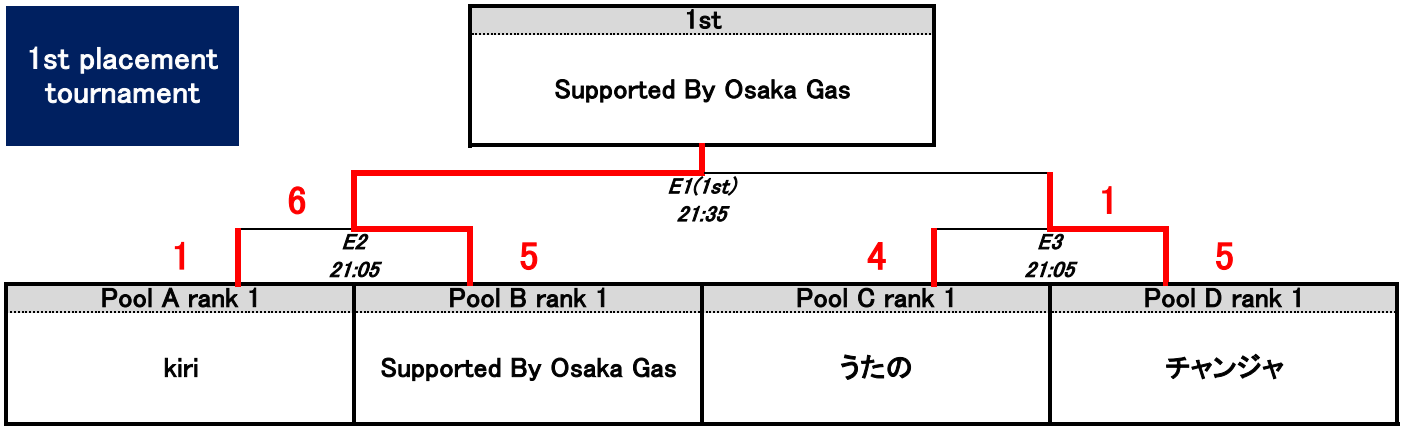 1st placement
tournament
1st
Supported By Osaka Gas
E1(1st)
21:35
6
1
E2
21:05
E3
21:05
1
5
4
5
Pool A rank 1
Pool B rank 1
Pool C rank 1
Pool D rank 1
kiri
Supported By Osaka Gas
うたの
チャンジャ